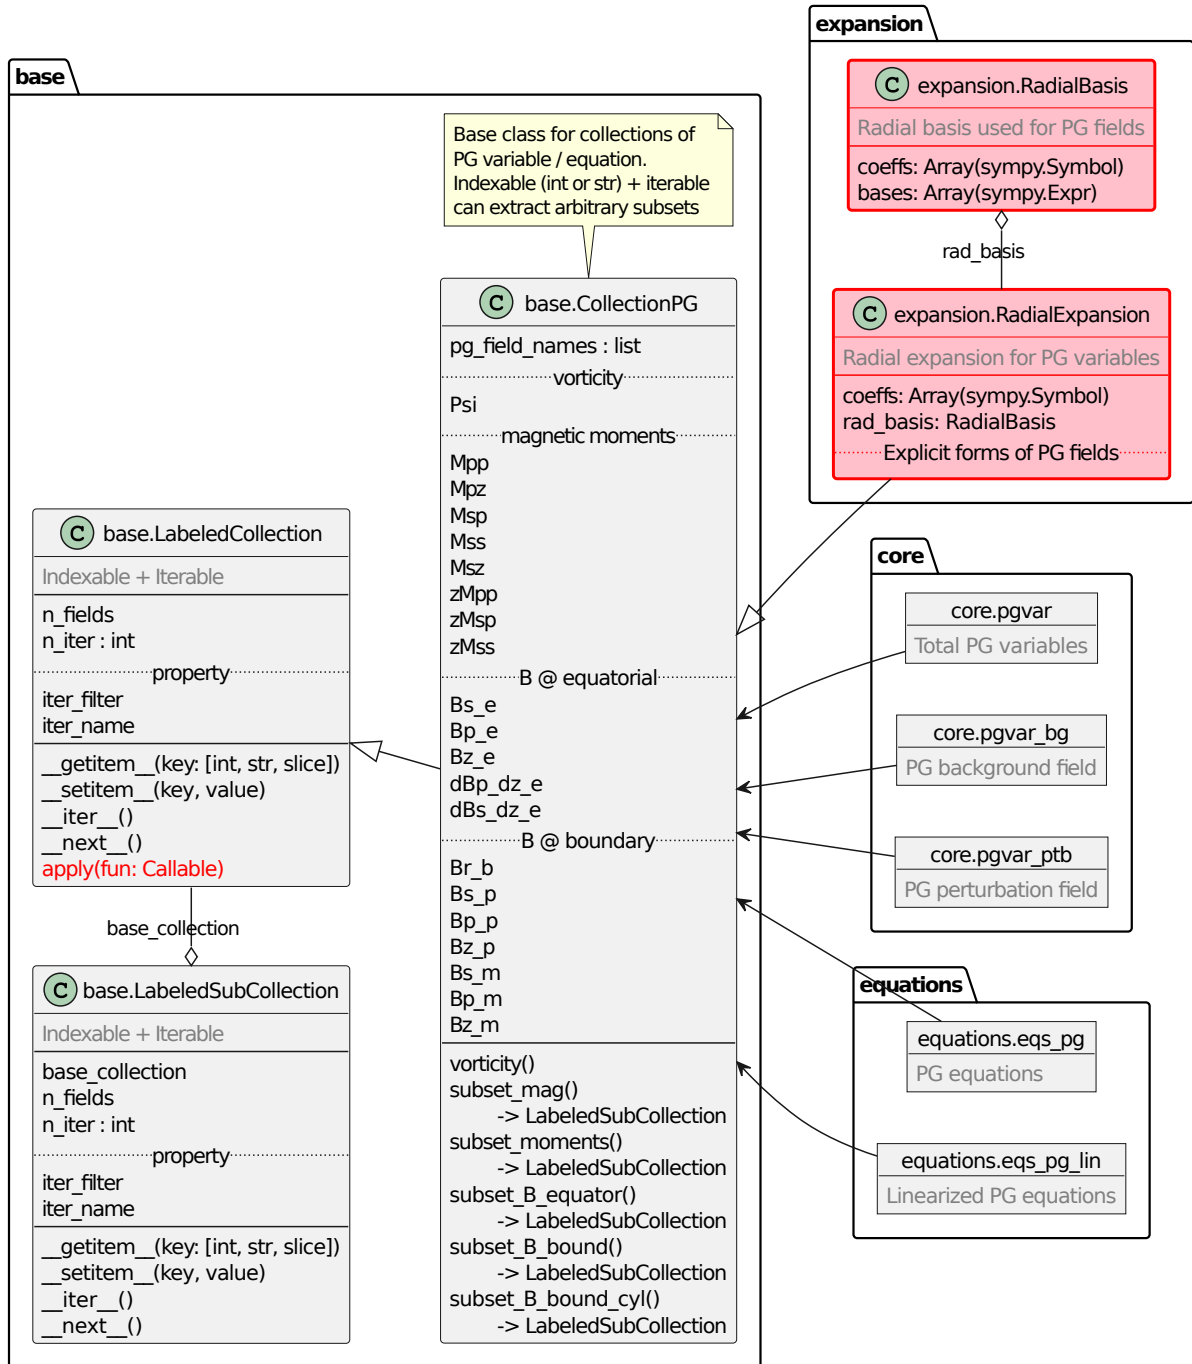 base
Base class for collections of
PG variable / equation.
Indexable (int or str) + iterable
can extract arbitrary subsets
C base.LabeledCollection
Indexable + Iterable
n_fields
n_iter : int
property
iter_filter
iter_name
__getitem__(key: [int, str, slice])
__setitem__(key, value)
__iter__()
__next__()
apply(fun: Callable)
base_collection
C base.LabeledSubCollection
Indexable + Iterable
base_collection
n_fields
n_iter : int
property
iter_filter
iter_name
__getitem__(key: [int, str, slice])
__setitem__(key, value)
__iter__()
__next__()
C base.CollectionPG
pg_field_names : list
vorticity
Psi
magnetic moments
Mpp
Mpz
Msp
Mss
Msz
zMpp
zMsp
zMss
B @ equatorial
Bs_e
Bp_e
Bz_e
dBp_dz_e
dBs_dz_e
B @ boundary
Br_b
Bs_p
Bp_p
Bz_p
Bs_m
Bp_m
Bz_m
vorticity()
subset_mag()
-> LabeledSubCollection
subset_moments()
-> LabeledSubCollection
subset_B_equator()
-> LabeledSubCollection
subset_B_bound()
-> LabeledSubCollection
subset_B_bound_cyl()
-> LabeledSubCollection
expansion
C expansion.RadialBasis
Radial basis used for PG fields
coeffs: Array(sympy.Symbol)
bases: Array(sympy.Expr)
rad_basis
C expansion.RadialExpansion
Radial expansion for PG variables
coeffs: Array(sympy.Symbol)
rad_basis: RadialBasis
Explicit forms of PG fields
core
core.pgvar
Total PG variables
core.pgvar_bg
PG background field
core.pgvar_ptb
PG perturbation field
equations
equations.eqs_pg
PG equations
equations.eqs_pg_lin
Linearized PG equations